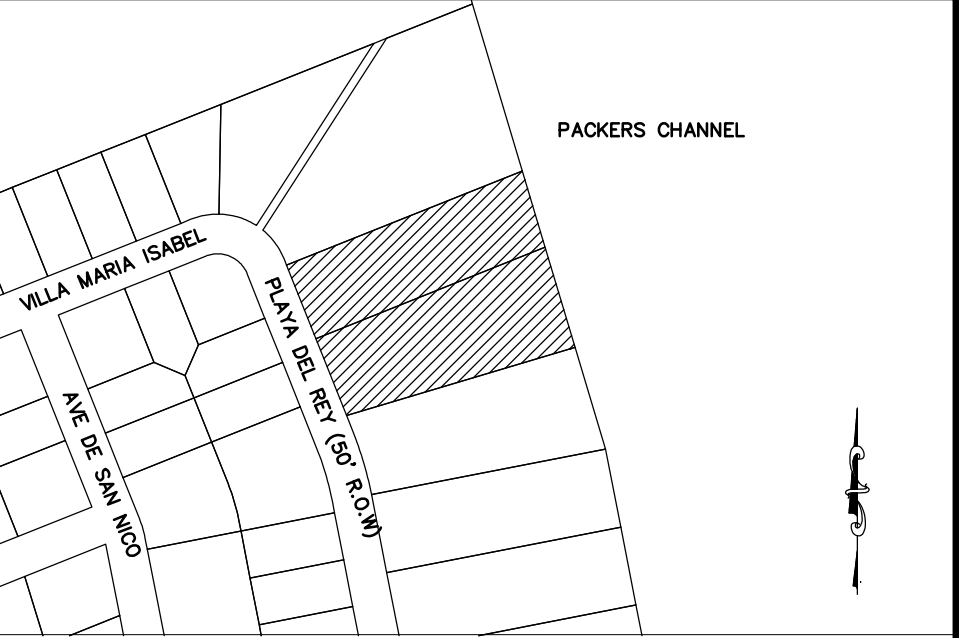 PACKERS CHANNEL
VILLA MARIA ISABEL
PLAYA DEL REY (50' R.O.W)
AVE DE SAN NICO